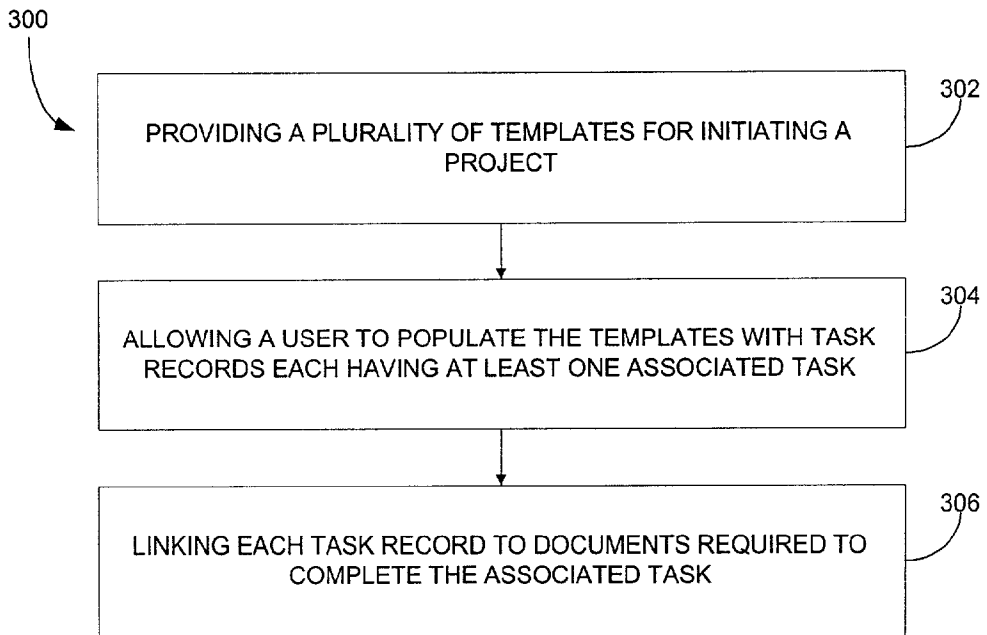 300
302
PROVIDING A PLURALITY OF TEMPLATES FOR INITIATING A
PROJECT
304
ALLOWING A USER TO POPULATE THE TEMPLATES WITH TASK
RECORDS EACH HAVING AT LEAST ONE ASSOCIATED TASK
306
LINKING EACH TASK RECORD TO DOCUMENTS REQUIRED TO
COMPLETE THE ASSOCIATED TASK